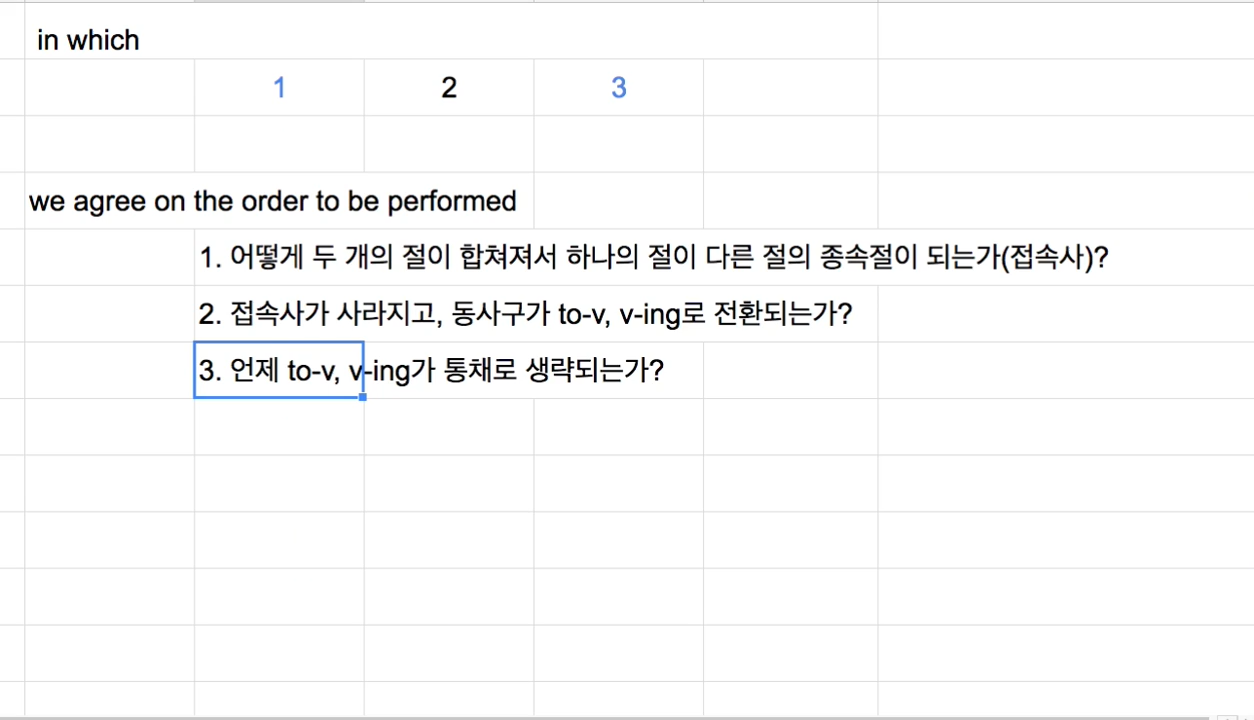 in which
1 2 3
we agree on the order to be performed
1. 어떻게 두 개의 절이 합쳐져서 하나의 절이 다른 절의 종속절이 되는가(접속사)?
2. 접속사가 사라지고, 동사구가 to-v, v-ing로 전환되는가?
3. 언제 to-v, v-ing가 통채로 생략되는가?